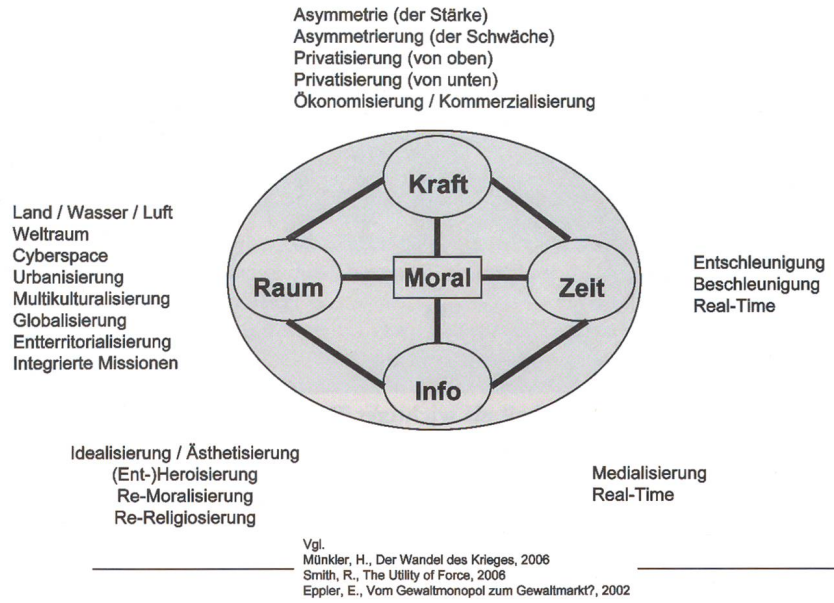 Asymmetrie (der Stärke)
Asymmetrierung (der Schwäche)
Privatisierung (von oben)
Privatisierung (von unten)
Ökonomisierung / Kommerzialisierung
Kraft
Land / Wasser / Luft
Weltraum
Cyberspace
Urbanisierung
Multikulturalisierung
Globalisierung
Entterritorialisierung
Integrierte Missionen
Raum
Moral
Zeit
Entschleunigung
Beschleunigung
Real-Time
Info
Idealisierung / Ästhetisierung
(Ent-)Heroisierung
Re-Moralisierung
Re-Religiosierung
Medialisierung
Real-Time
Vgl.
Münkler, H., Der Wandel des Krieges, 2006
Smith, R., The Utility of Force, 2006
Eppler, E., Vom Gewaltmonopol zum Gewaltmarkt?, 2002